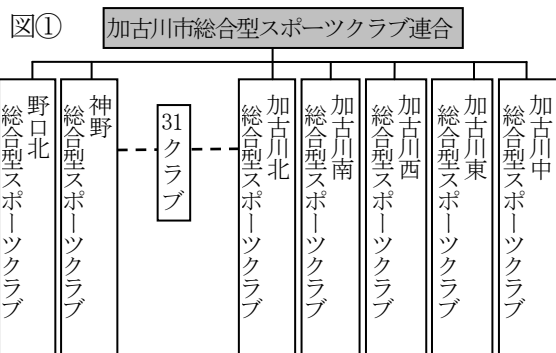 図①
加古川市総合型スポーツクラブ連合
加古川中
総合型スポーツクラブ
加古川東
総合型スポーツクラブ
加古川西
総合型スポーツクラブ
加古川南
総合型スポーツクラブ
加古川北
総合型スポーツクラブ
31クラブ
神野
総合型スポーツクラブ
野口北
総合型スポーツクラブ